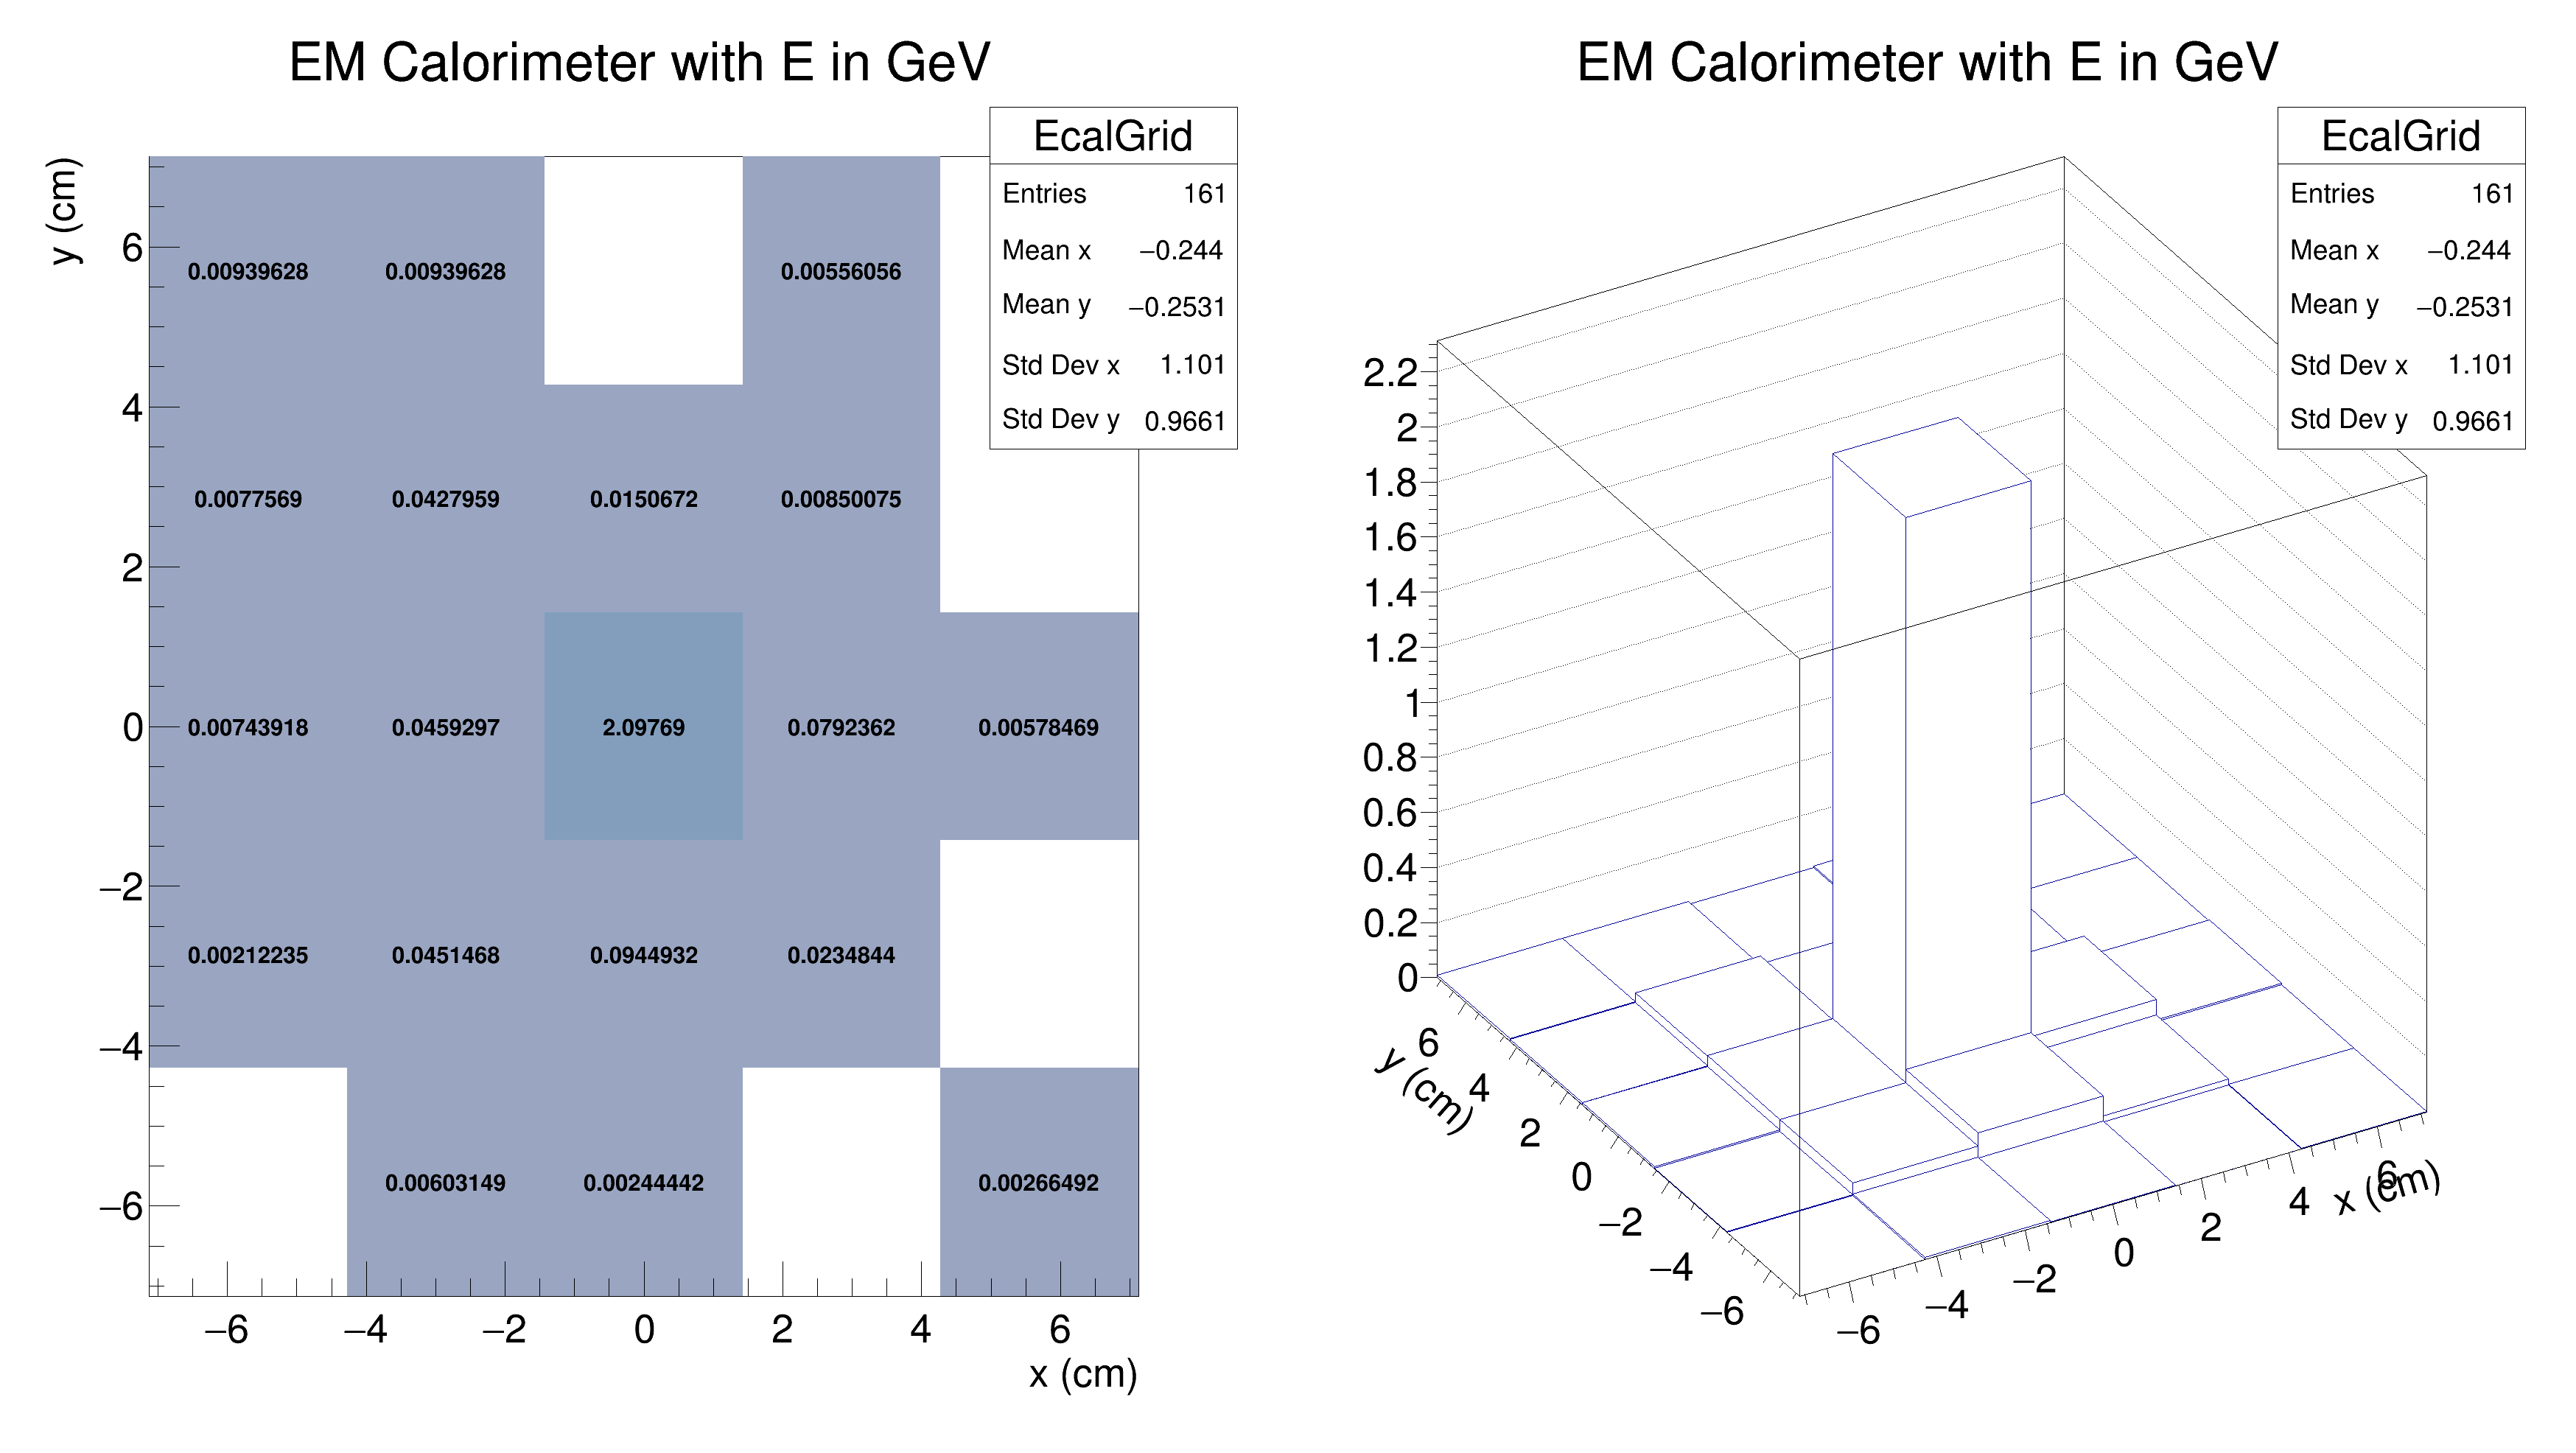 EM Calorimeter with E in GeV
EcalGrid
Entries 161
Mean x −0.244
Mean y −0.2531
Std Dev x 1.101
Std Dev y 0.9661
y (cm)
6
4
2
0
−2
−4
−6
0.00939628 0.00939628 0.00556056
0.0077569 0.0427959 0.0150672 0.00850075
0.00743918 0.0459297 2.09769 0.0792362 0.00578469
0.00212235 0.0451468 0.0944932 0.0234844
0.00603149 0.00244442 0.00266492
−6 −4 −2 0 2 4 6
x (cm)
EM Calorimeter with E in GeV
EcalGrid
Entries 161
Mean x −0.244
Mean y −0.2531
Std Dev x 1.101
Std Dev y 0.9661
2.2
2
1.8
1.6
1.4
1.2
1
0.8
0.6
0.4
0.2
0
y (cm)
6
4
2
0
−2
−4
−6
−6 −4 −2 0 2 4 6
x (cm)